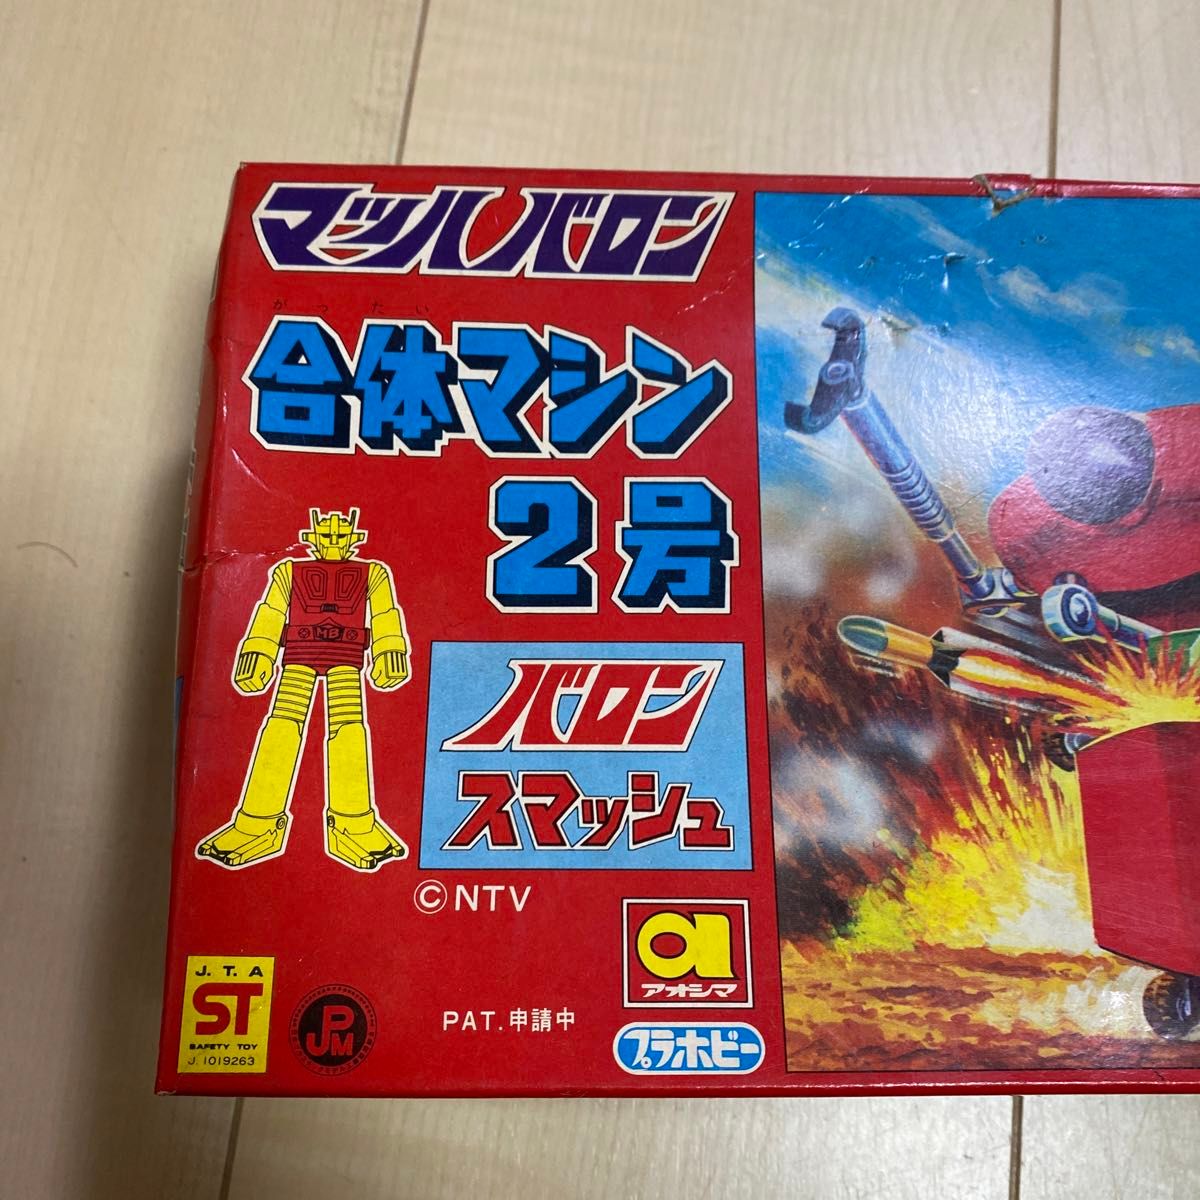 マッハバロン
がったい
合体マシン
2号
MB
バロン
スマッシュ
©NTV
a
アオシマ
J. T. A
ST
SAFETY TOY
J. 1019263
PJM
PAT.申請中
プラホビー